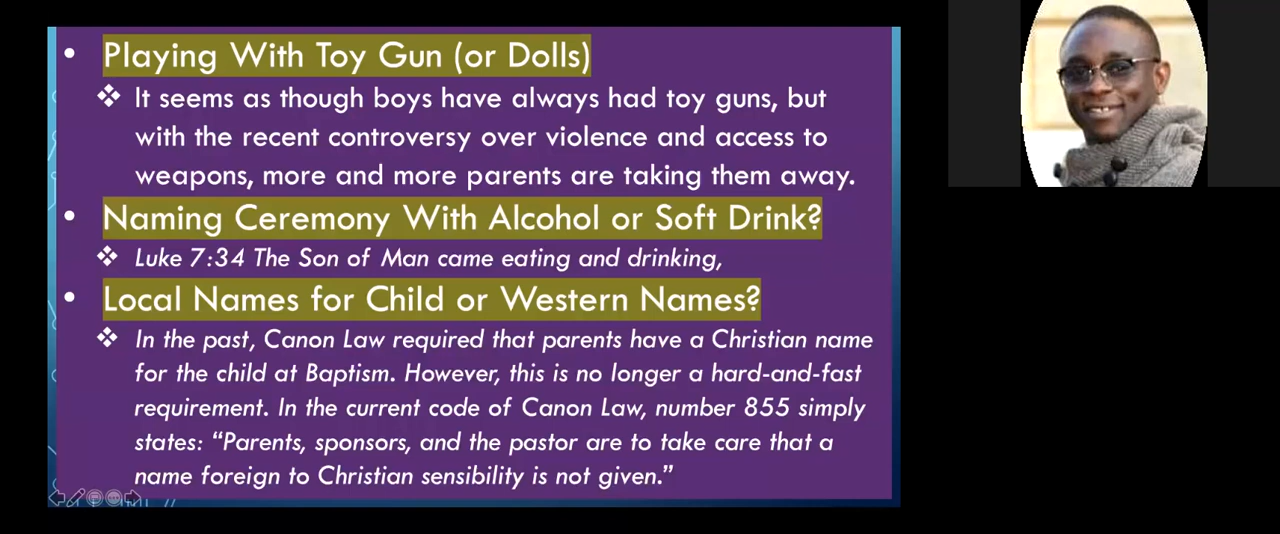 Playing With Toy Gun (or Dolls)
It seems as though boys have always had toy guns, but
with the recent controversy over violence and access to
weapons, more and more parents are taking them away.
Naming Ceremony With Alcohol or Soft Drink?
Luke 7:34 The Son of Man came eating and drinking,
Local Names for Child or Western Names?
In the past, Canon Law required that parents have a Christian name
for the child at Baptism. However, this is no longer a hard-and-fast
requirement. In the current code of Canon Law, number 855 simply
states: “Parents, sponsors, and the pastor are to take care that a
name foreign to Christian sensibility is not given.”